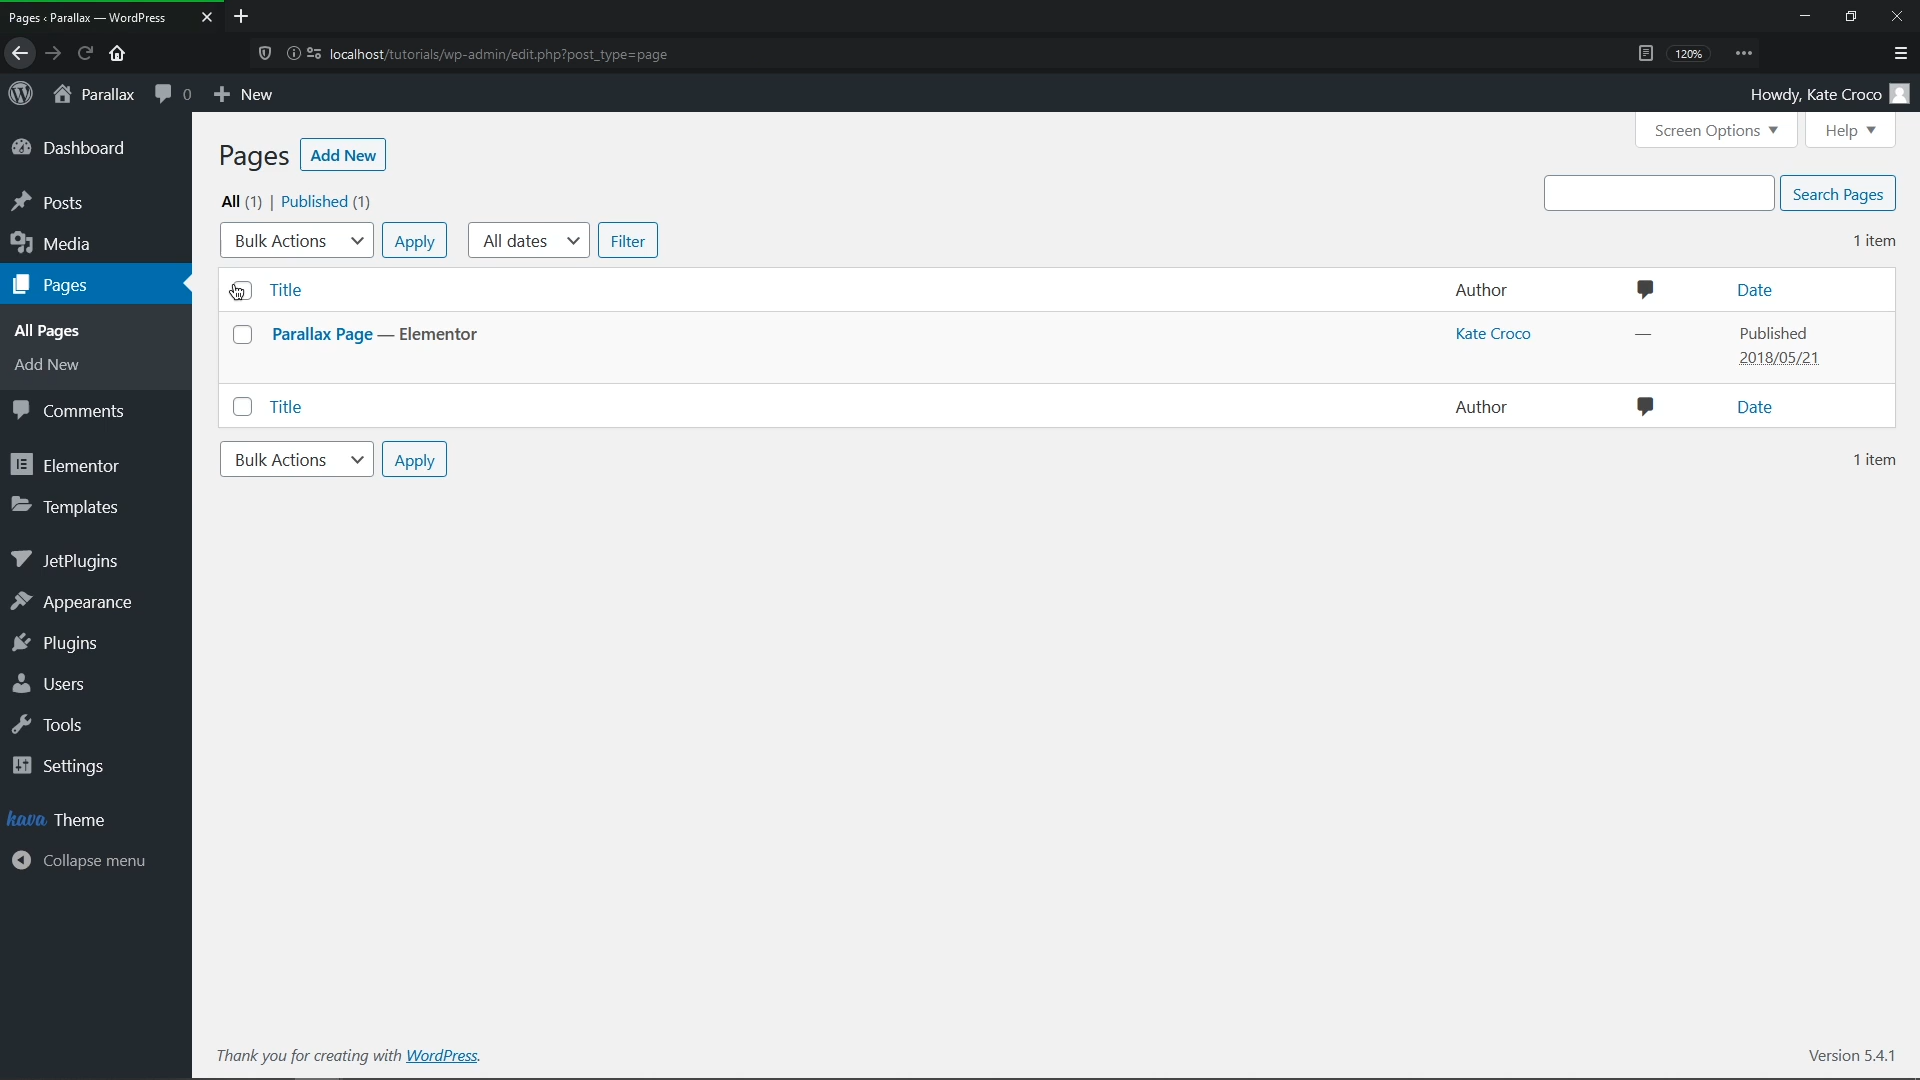 Pages ‹ Parallax — WordPress
localhost/tutorials/wp-admin/edit.php?post_type=page
120%
Parallax 0 New
Howdy, Kate Croco
Dashboard
Posts
Media
Pages
All Pages
Add New
Comments
Elementor
Templates
JetPlugins
Appearance
Plugins
Users
Tools
Settings
kava Theme
Collapse menu
Screen Options Help
Pages Add New
All (1) | Published (1)
Search Pages
Bulk Actions Apply All dates Filter 1 item
Title Author Date
Parallax Page — Elementor Kate Croco — Published
2018/05/21
Title Author Date
Bulk Actions Apply 1 item
Thank you for creating with WordPress. Version 5.4.1